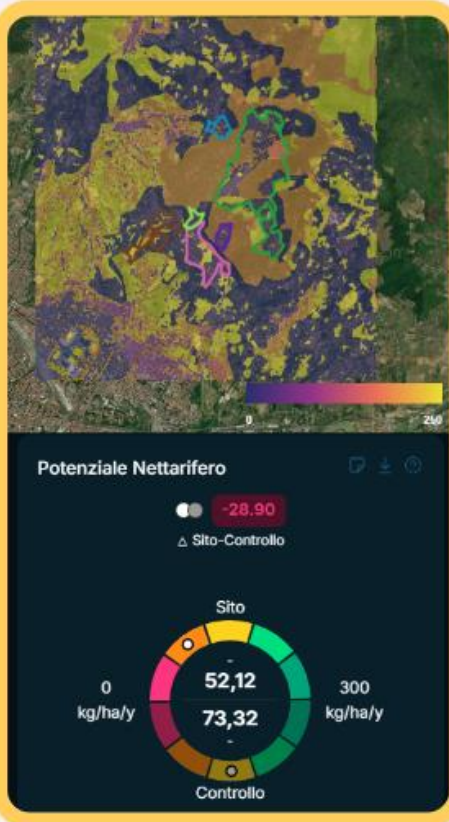 0 250
Potenziale Nettarifero
-28.90
△ Sito-Controllo
Sito
-
52,12
0
kg/ha/y
300
kg/ha/y
73,32
-
Controllo